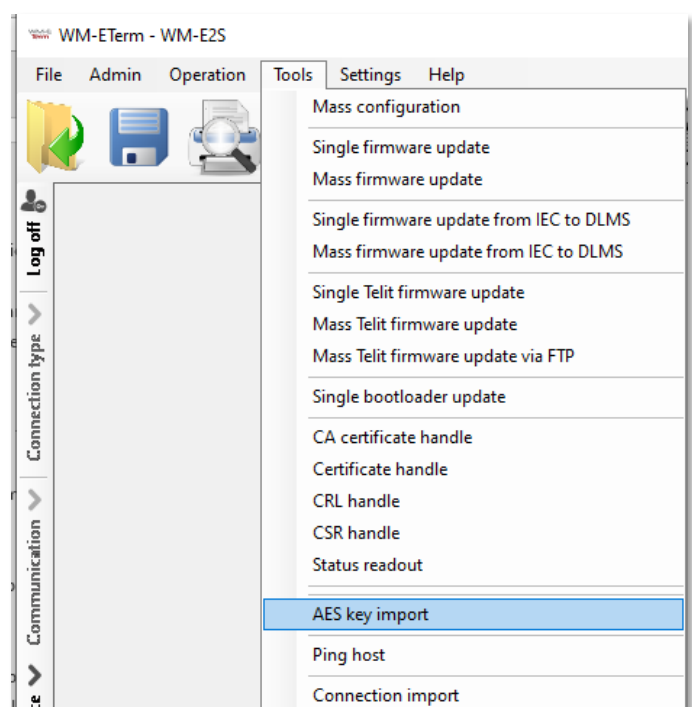 WM-ETerm - WM-E2S
File Admin Operation Tools Settings Help
Mass configuration
Single firmware update
Mass firmware update
Single firmware update from IEC to DLMS
Mass firmware update from IEC to DLMS
Single Telit firmware update
Mass Telit firmware update
Mass Telit firmware update via FTP
Single bootloader update
CA certificate handle
Certificate handle
CRL handle
CSR handle
Status readout
AES key import
Ping host
Connection import
Log off
Connection type
Communication